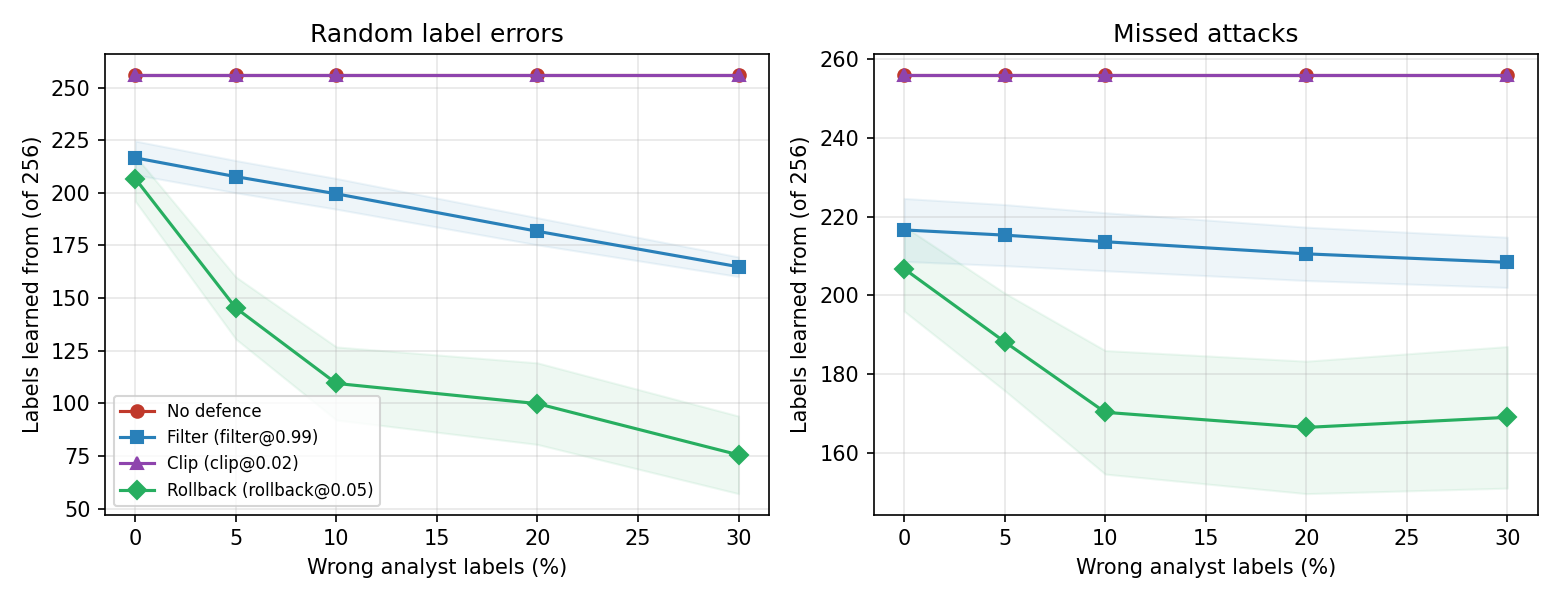 Random label errors
Labels learned from (of 256)
250
225
200
175
150
125
100
75
50
No defence
Filter (filter@0.99)
Clip (clip@0.02)
Rollback (rollback@0.05)
0 5 10 15 20 25 30
Wrong analyst labels (%)
Missed attacks
Labels learned from (of 256)
260
240
220
200
180
160
0 5 10 15 20 25 30
Wrong analyst labels (%)